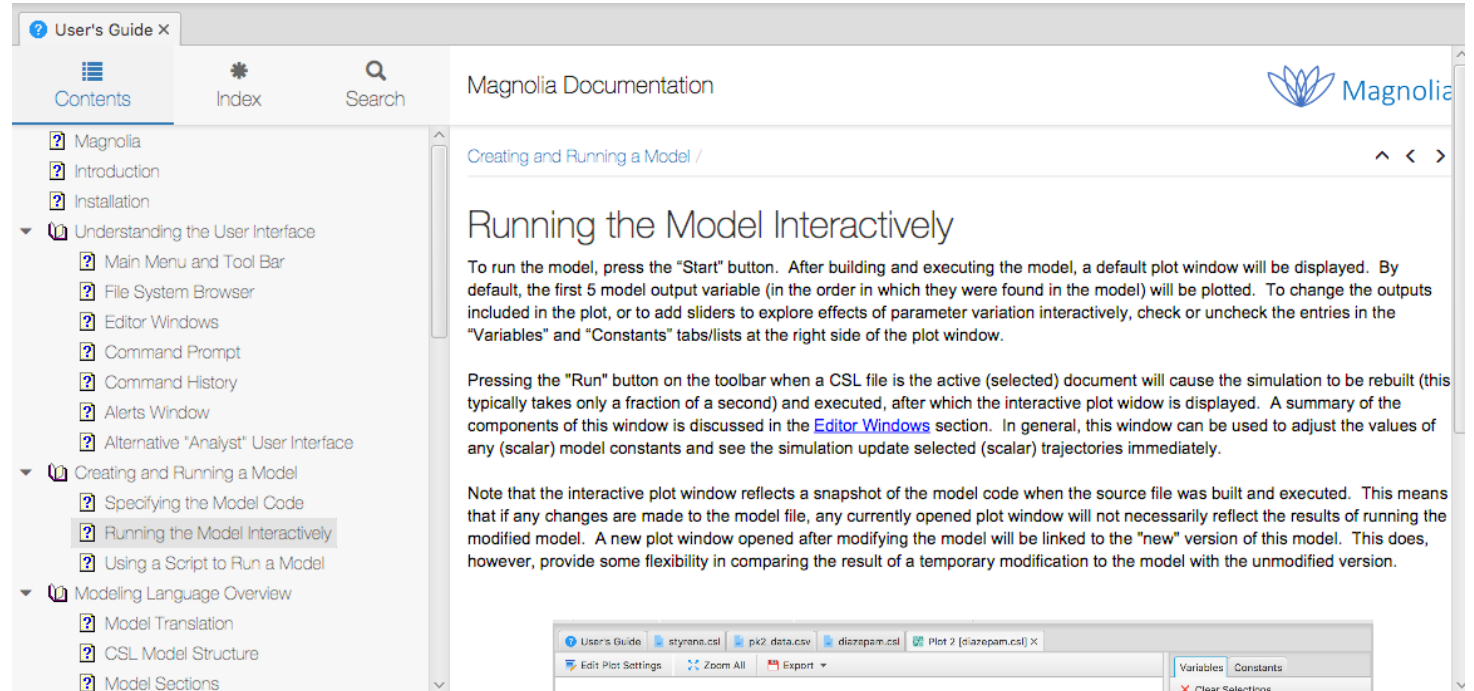 User's Guide
Contents
Index
Search
Magnolia
Introduction
Installation
Understanding the User Interface
Main Menu and Tool Bar
File System Browser
Editor Windows
Command Prompt
Command History
Alerts Window
Alternative "Analyst" User Interface
Creating and Running a Model
Specifying the Model Code
Running the Model Interactively
Using a Script to Run a Model
Modeling Language Overview
Model Translation
CSL Model Structure
Model Sections
Magnolia Documentation
Magnolia
Creating and Running a Model /
Running the Model Interactively
To run the model, press the “Start” button.  After building and executing the model, a default plot window will be displayed.  By
default, the first 5 model output variable (in the order in which they were found in the model) will be plotted.  To change the outputs
included in the plot, or to add sliders to explore effects of parameter variation interactively, check or uncheck the entries in the
“Variables” and “Constants” tabs/lists at the right side of the plot window.
Pressing the "Run" button on the toolbar when a CSL file is the active (selected) document will cause the simulation to be rebuilt (this
typically takes only a fraction of a second) and executed, after which the interactive plot widow is displayed.  A summary of the
components of this window is discussed in the Editor Windows section.  In general, this window can be used to adjust the values of
any (scalar) model constants and see the simulation update selected (scalar) trajectories immediately.
Note that the interactive plot window reflects a snapshot of the model code when the source file was built and executed.  This means
that if any changes are made to the model file, any currently opened plot window will not necessarily reflect the results of running the
modified model.  A new plot window opened after modifying the model will be linked to the "new" version of this model.  This does,
however, provide some flexibility in comparing the result of a temporary modification to the model with the unmodified version.
User's Guide styrene.csl pk2 data.csv diazepam.csl Plot 2 [diazepam.csl]
Edit Plot Settings Zoom All Export
Variables Constants
Clear Selections